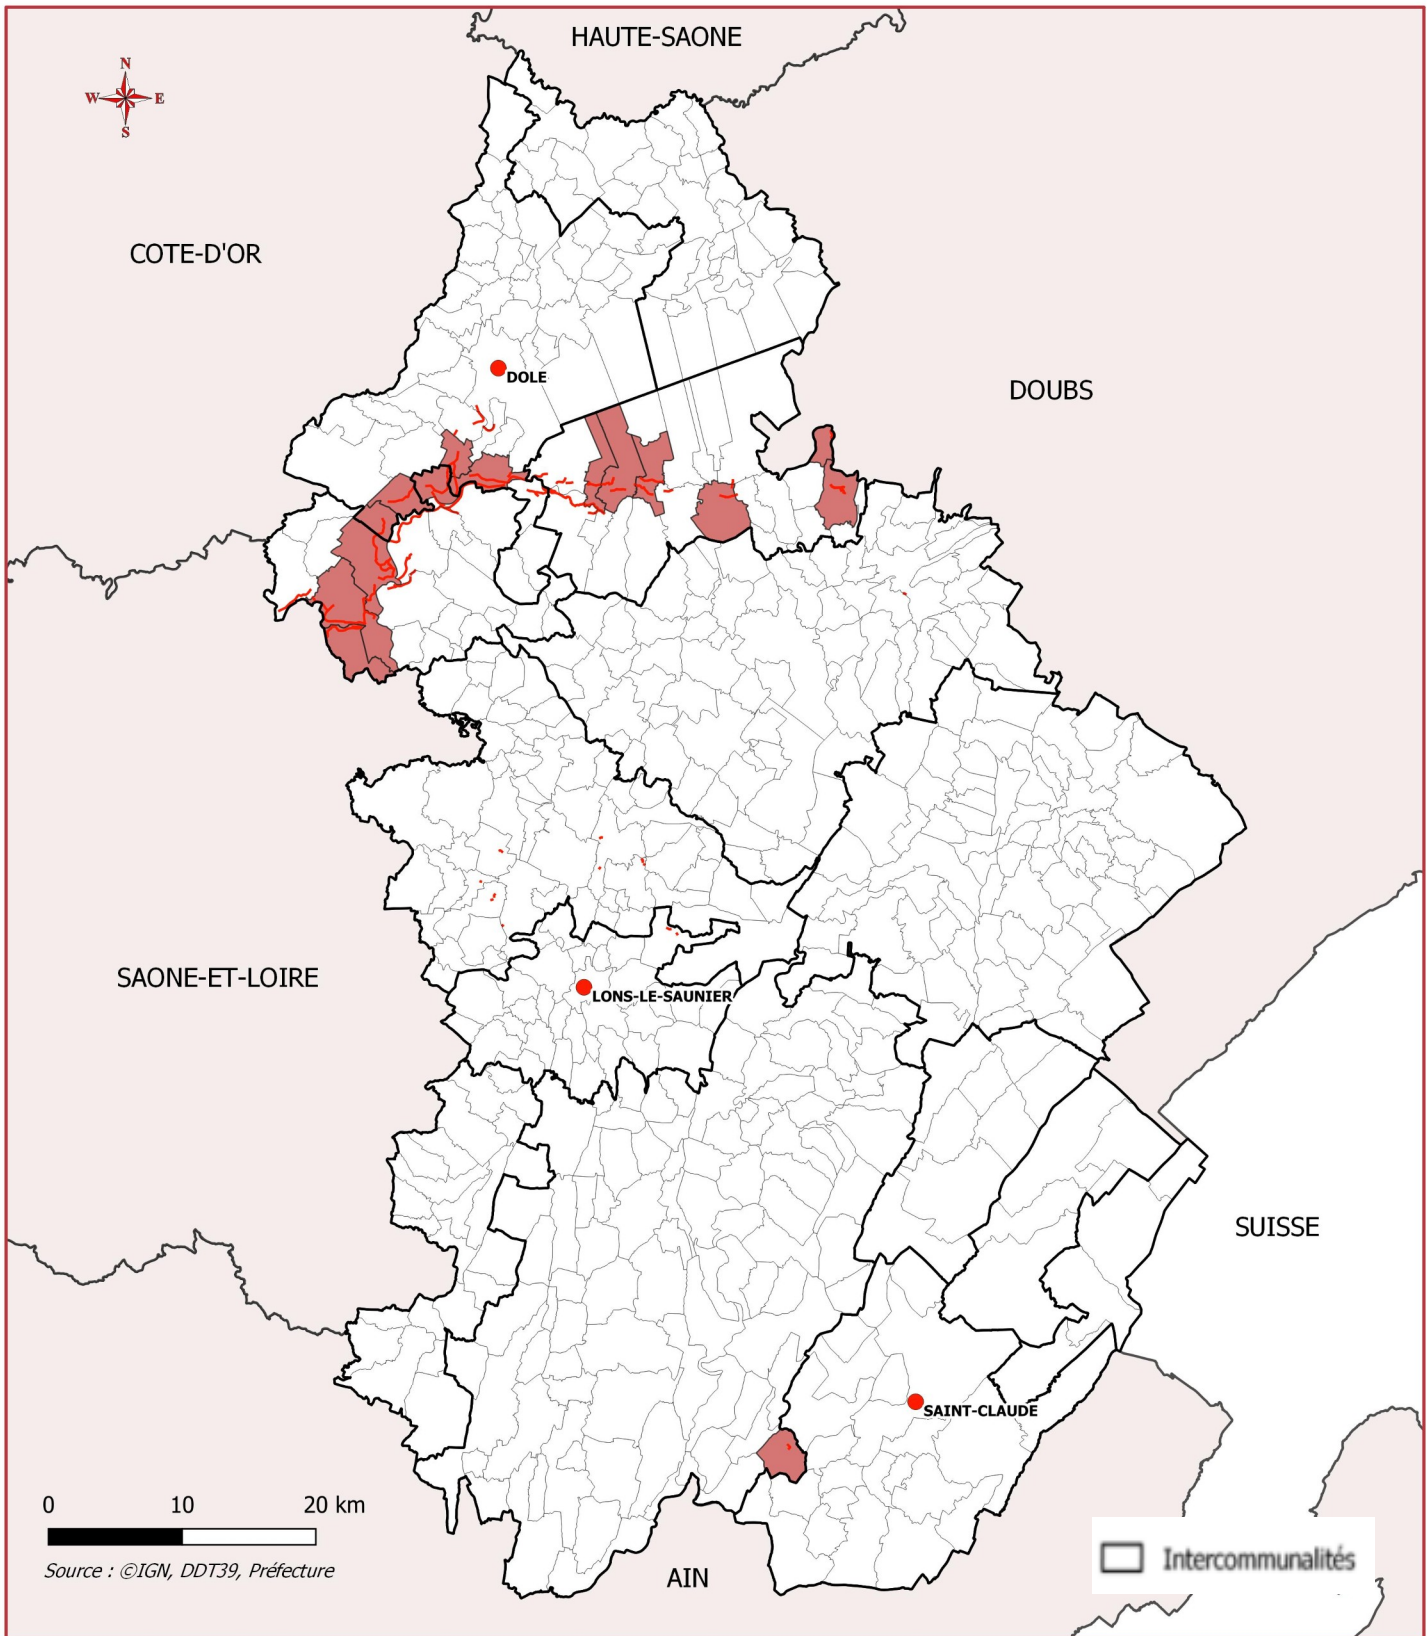 HAUTE-SAONE
N
W E
S
COTE-D'OR
DOLE
DOUBS
SAONE-ET-LOIRE
LONS-LE-SAUNIER
SUISSE
SAINT-CLAUDE
0 10 20 km
Source : ©IGN, DDT39, Préfecture
AIN
Intercommunalités